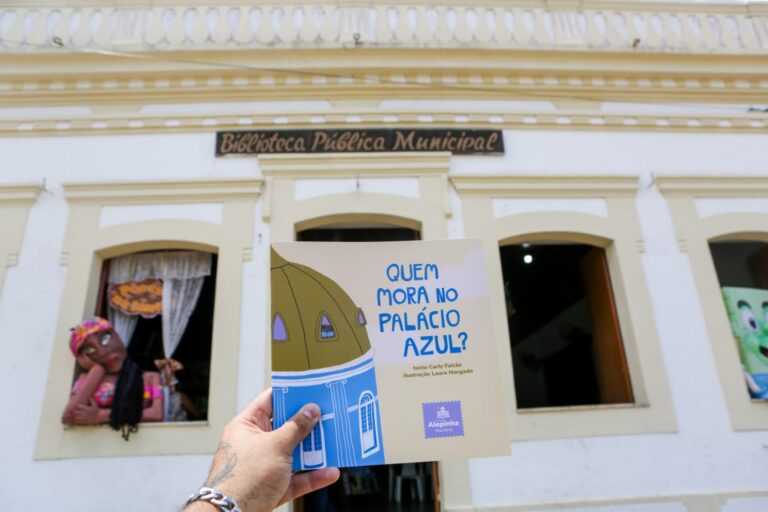 Biblioteca Pública Municipal
QUEM
MORA NO
PALÁCIO
AZUL?
texto Carly Falcão
ilustração Laura Morgado
Alepinha